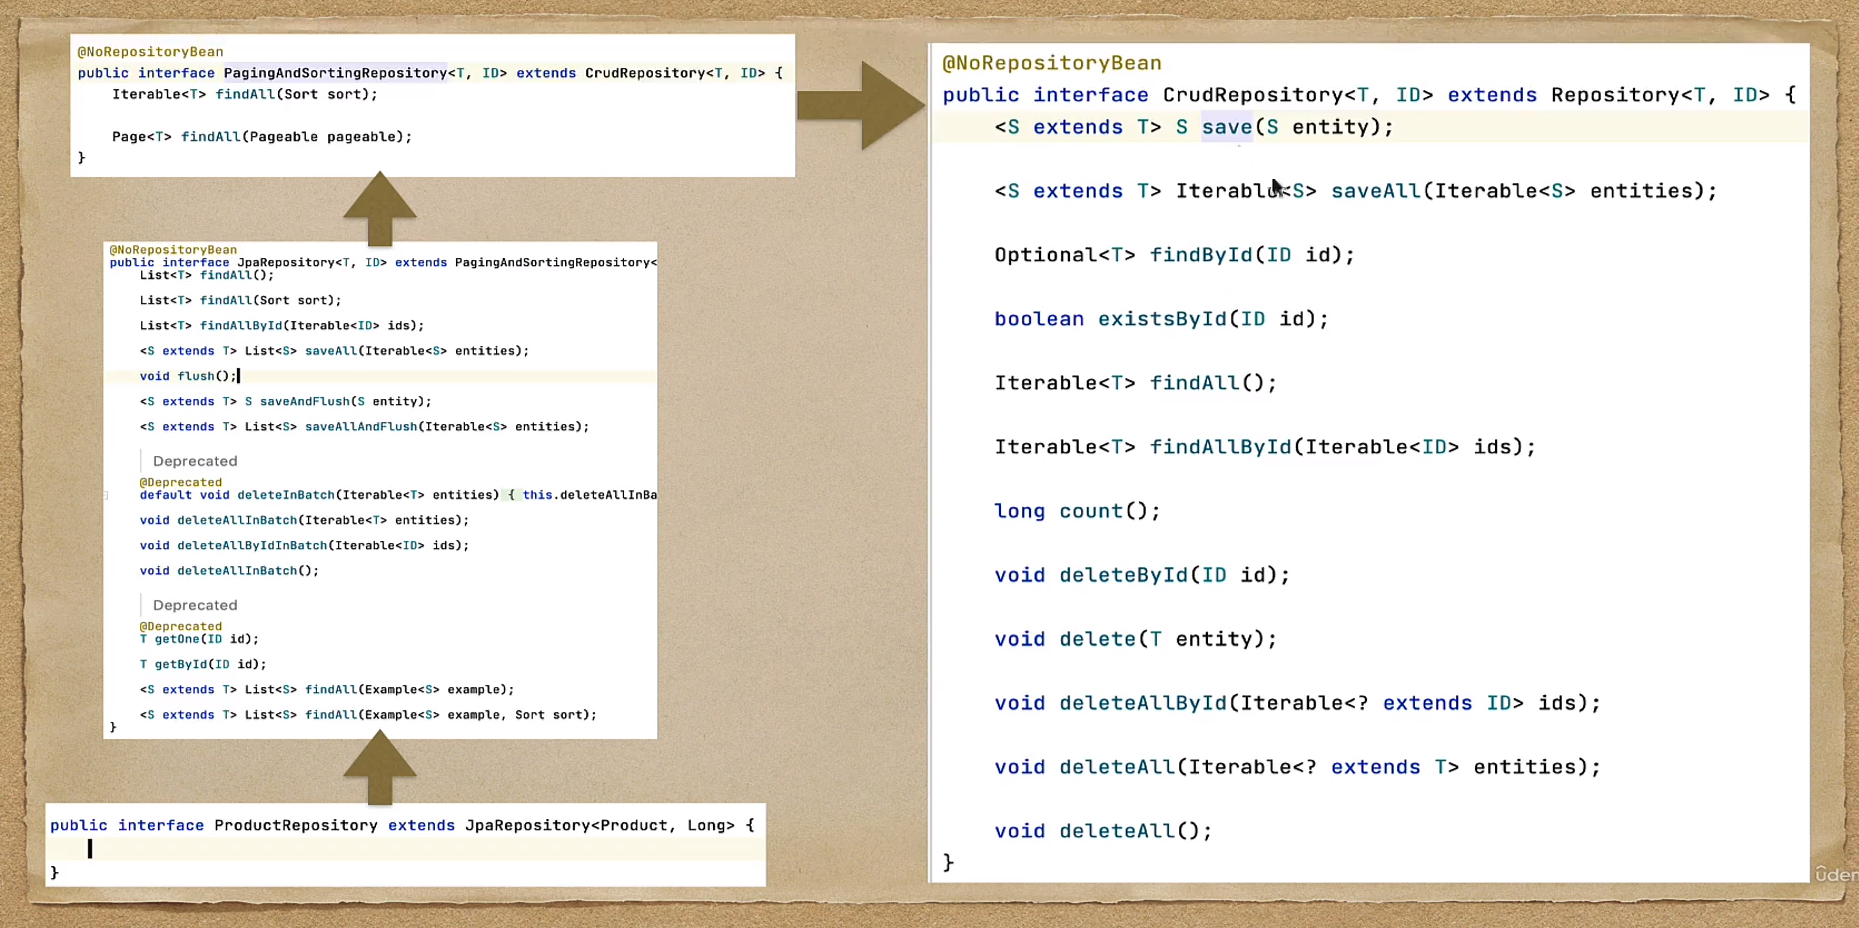 @NoRepositoryBean
public interface PagingAndSortingRepository<T, ID> extends CrudRepository<T, ID> {
Iterable<T> findAll(Sort sort);
Page<T> findAll(Pageable pageable);
}
@NoRepositoryBean
public interface JpaRepository<T, ID> extends PagingAndSortingRepository<
List<T> findAll();
List<T> findAll(Sort sort);
List<T> findAllById(Iterable<ID> ids);
<S extends T> List<S> saveAll(Iterable<S> entities);
void flush();
<S extends T> S saveAndFlush(S entity);
<S extends T> List<S> saveAllAndFlush(Iterable<S> entities);
Deprecated
@Deprecated
default void deleteInBatch(Iterable<T> entities) { this.deleteAllInBa
void deleteAllInBatch(Iterable<T> entities);
void deleteAllByIdInBatch(Iterable<ID> ids);
void deleteAllInBatch();
Deprecated
@Deprecated
T getOne(ID id);
T getById(ID id);
<S extends T> List<S> findAll(Example<S> example);
<S extends T> List<S> findAll(Example<S> example, Sort sort);
}
public interface ProductRepository extends JpaRepository<Product, Long> {
}
@NoRepositoryBean
public interface CrudRepository<T, ID> extends Repository<T, ID> {
<S extends T> S save(S entity);
<S extends T> Iterable<S> saveAll(Iterable<S> entities);
Optional<T> findById(ID id);
boolean existsById(ID id);
Iterable<T> findAll();
Iterable<T> findAllById(Iterable<ID> ids);
long count();
void deleteById(ID id);
void delete(T entity);
void deleteAllById(Iterable<? extends ID> ids);
void deleteAll(Iterable<? extends T> entities);
void deleteAll();
}
ûdem